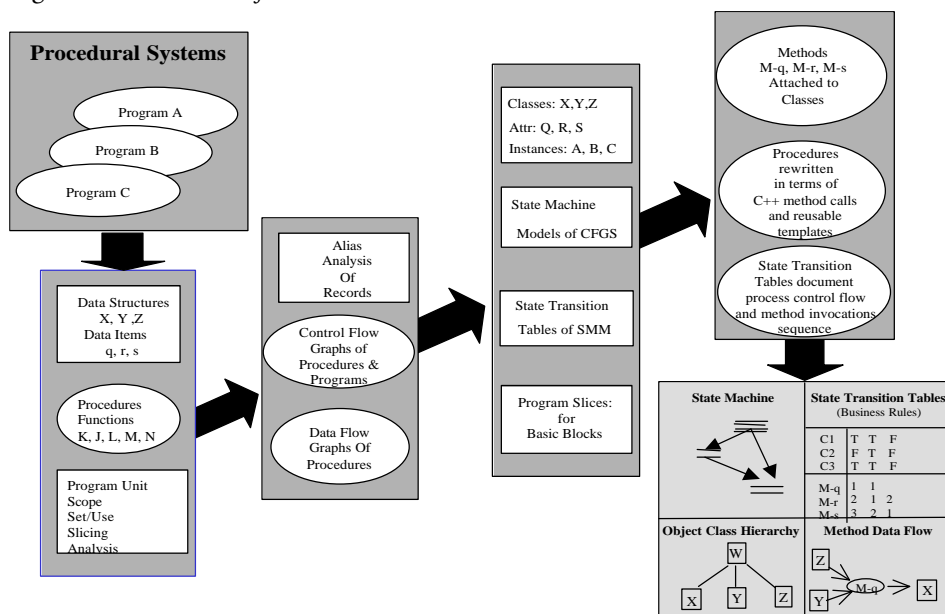 Procedural Systems
Program A
Program B
Program C
Data Structures
X, Y ,Z
Data Items
q, r, s
Procedures
Functions
K, J, L, M, N
Program Unit
Scope
Set/Use
Slicing
Analysis
Alias
Analysis
Of
Records
Control Flow
Graphs of
Procedures &
Programs
Data Flow
Graphs Of
Procedures
Classes: X,Y,Z
Attr: Q, R, S
Instances: A, B, C
State Machine
Models of CFGS
State Transition
Tables of SMM
Program Slices:
for
Basic Blocks
Methods
M-q, M-r, M-s
Attached to
Classes
Procedures
rewritten
in terms of
C++ method calls
and reusable
templates
State Transition
Tables document
process control flow
and method invocations
sequence
State Machine
State Transition Tables
(Business Rules)
C1 T T F
C2 F T F
C3 T T F
M-q 1 1
M-r 2 1 2
M-s 3 2 1
Object Class Hierarchy
W
X Y Z
Method Data Flow
Z
M-q
X
Y